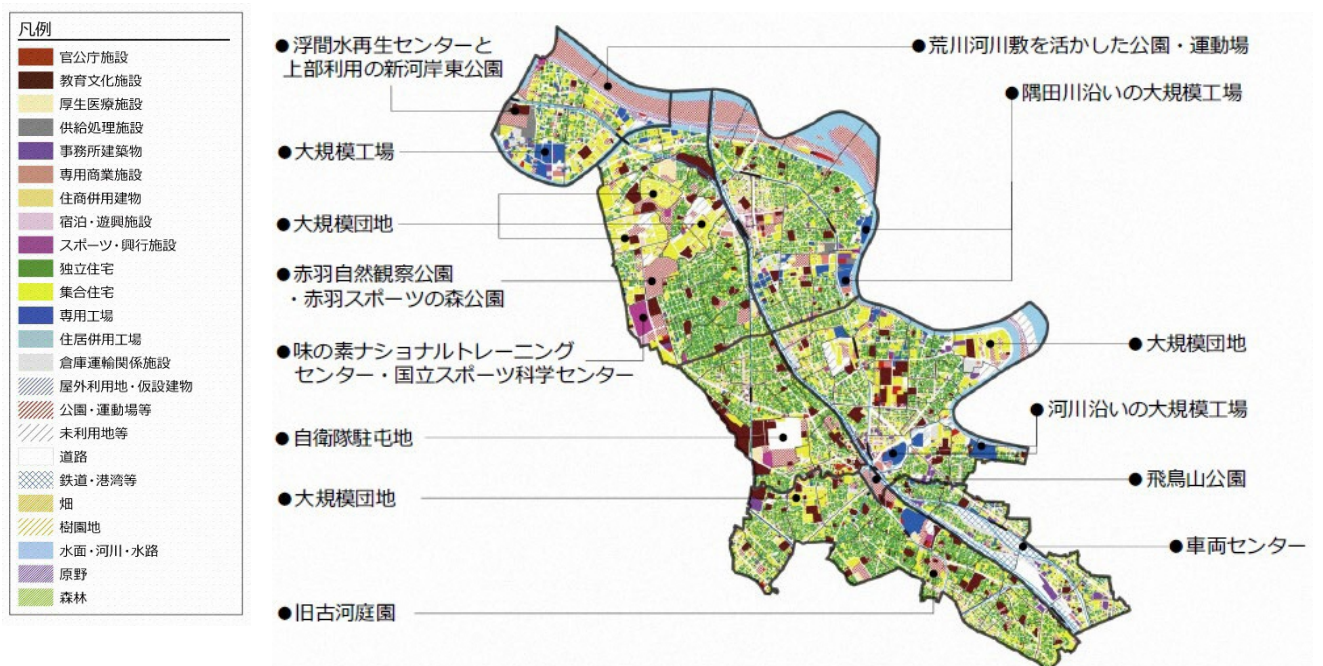 凡例
官公庁施設
教育文化施設
厚生医療施設
供給処理施設
事務所建築物
専用商業施設
住商併用建物
宿泊・遊興施設
スポーツ・興行施設
独立住宅
集合住宅
専用工場
住居併用工場
倉庫運輸関係施設
屋外利用地・仮設建物
公園・運動場等
未利用地等
道路
鉄道・港湾等
畑
樹園地
水面・河川・水路
原野
森林
●浮間水再生センターと
上部利用の新河岸東公園
●大規模工場
●大規模団地
●赤羽自然観察公園
・赤羽スポーツの森公園
●味の素ナショナルトレーニング
センター・国立スポーツ科学センター
●自衛隊駐屯地
●大規模団地
●旧古河庭園
●荒川河川敷を活かした公園・運動場
●隅田川沿いの大規模工場
●大規模団地
●河川沿いの大規模工場
●飛鳥山公園
●車両センター